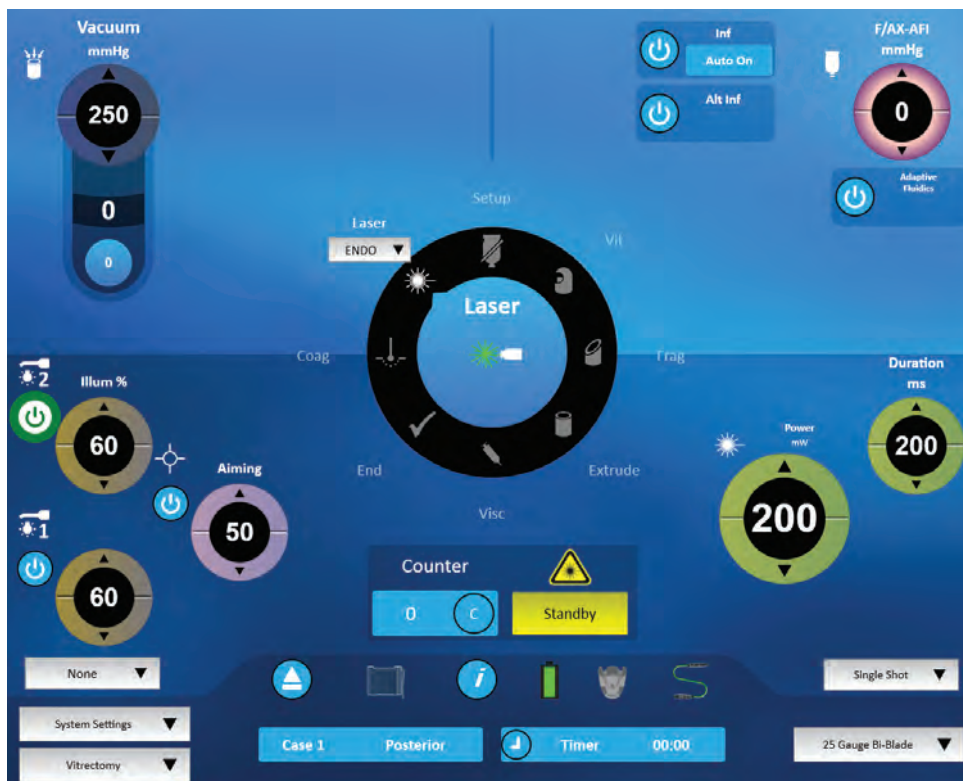 Vacuum
mmHg
250
0
0
Inf
Auto On
Alt Inf
F/AX-AFI
mmHg
0
Adaptive
Fluidics
Setup
Laser
ENDO
Vit
Laser
Coag
Frag
2
Illum %
60
Duration
ms
200
Power
mW
200
Aiming
50
End
Extrude
Visc
1
60
Counter
0
C
Standby
None
i
Single Shot
System Settings
Vitrectomy
Case 1
Posterior
Timer
00:00
25 Gauge Bi-Blade